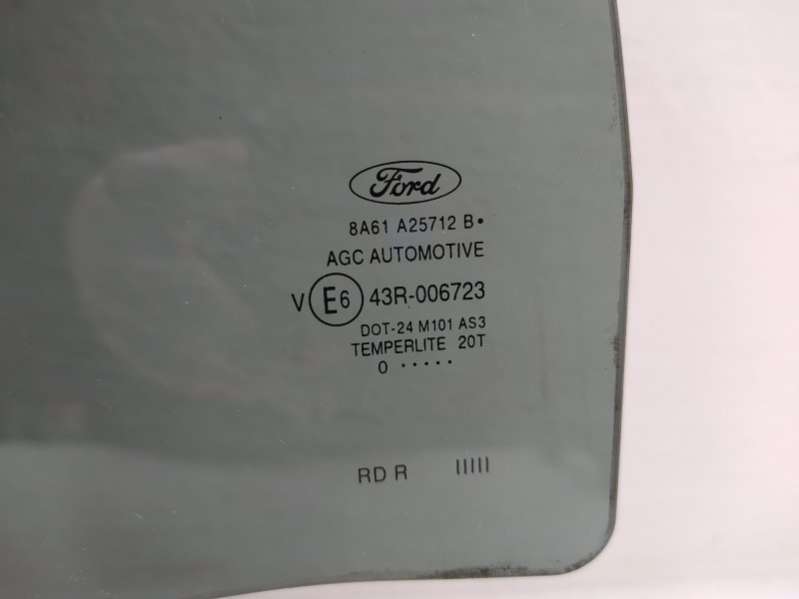 Ford
8A61 A25712 B•
AGC AUTOMOTIVE
V E6 43R-006723
DOT-24 M101 AS3
TEMPERLITE 20T
0 •••••
RD R IIIII